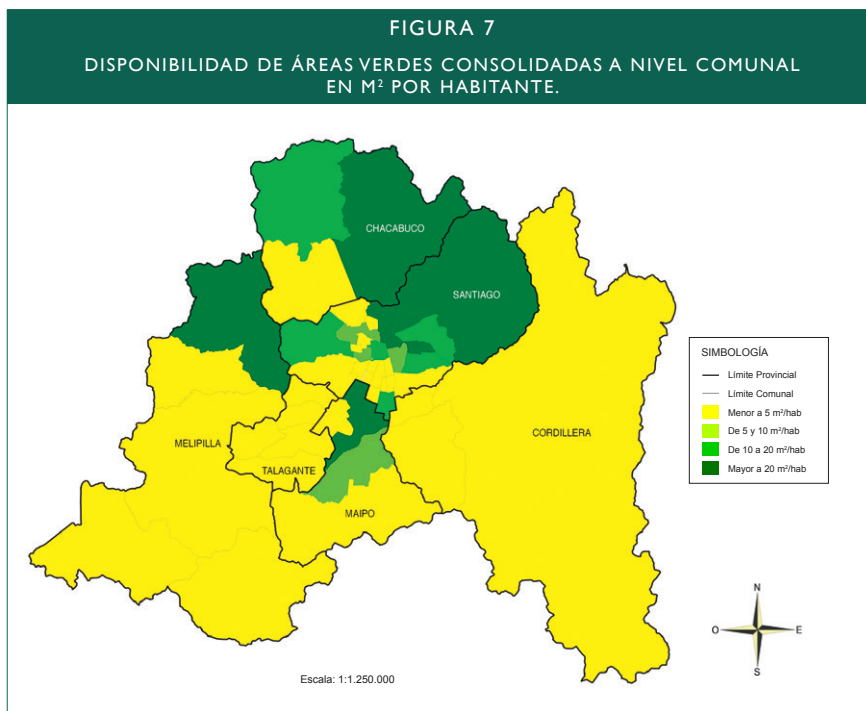 FIGURA 7
DISPONIBILIDAD DE ÁREAS VERDES CONSOLIDADAS A NIVEL COMUNAL
EN M² POR HABITANTE.
CHACABUCO
SANTIAGO
SIMBOLOGÍA
Límite Provincial
Límite Comunal
Menor a 5 m²/hab
De 5 y 10 m²/hab
De 10 a 20 m²/hab
Mayor a 20 m²/hab
CORDILLERA
MELIPILLA
TALAGANTE
MAIPO
N
O
E
S
Escala: 1:1.250.000